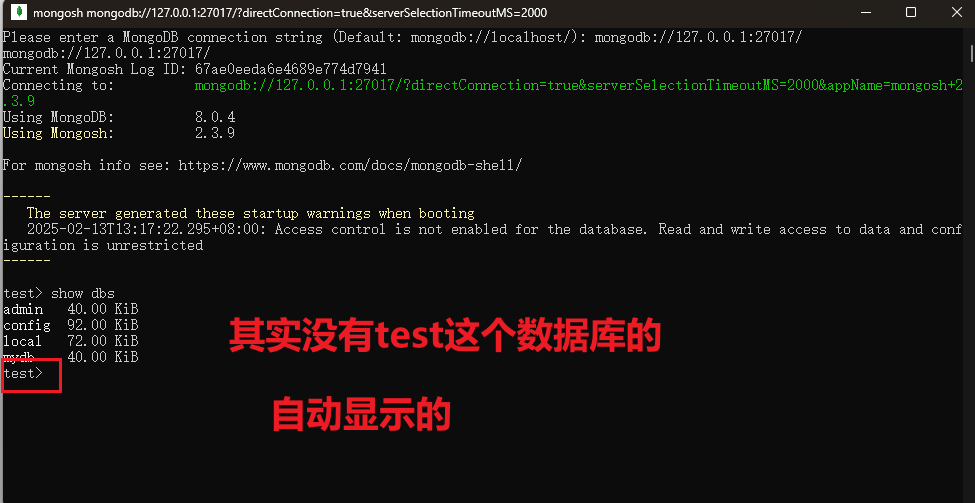 mongosh mongodb://127.0.0.1:27017/?directConnection=true&serverSelectionTimeoutMS=2000
Please enter a MongoDB connection string (Default: mongodb://localhost/): mongodb://127.0.0.1:27017/
mongodb://127.0.0.1:27017/
Current Mongosh Log ID: 67ae0eeda6e4689e774d7941
Connecting to:          mongodb://127.0.0.1:27017/?directConnection=true&serverSelectionTimeoutMS=2000&appName=mongosh+2
.3.9
Using MongoDB:          8.0.4
Using Mongosh:          2.3.9
For mongosh info see: https://www.mongodb.com/docs/mongodb-shell/
------
The server generated these startup warnings when booting
2025-02-13T13:17:22.295+08:00: Access control is not enabled for the database. Read and write access to data and conf
iguration is unrestricted
------
test> show dbs
admin   40.00 KiB
config  92.00 KiB
local   72.00 KiB
mydb    40.00 KiB
test>
其实没有test这个数据库的
自动显示的